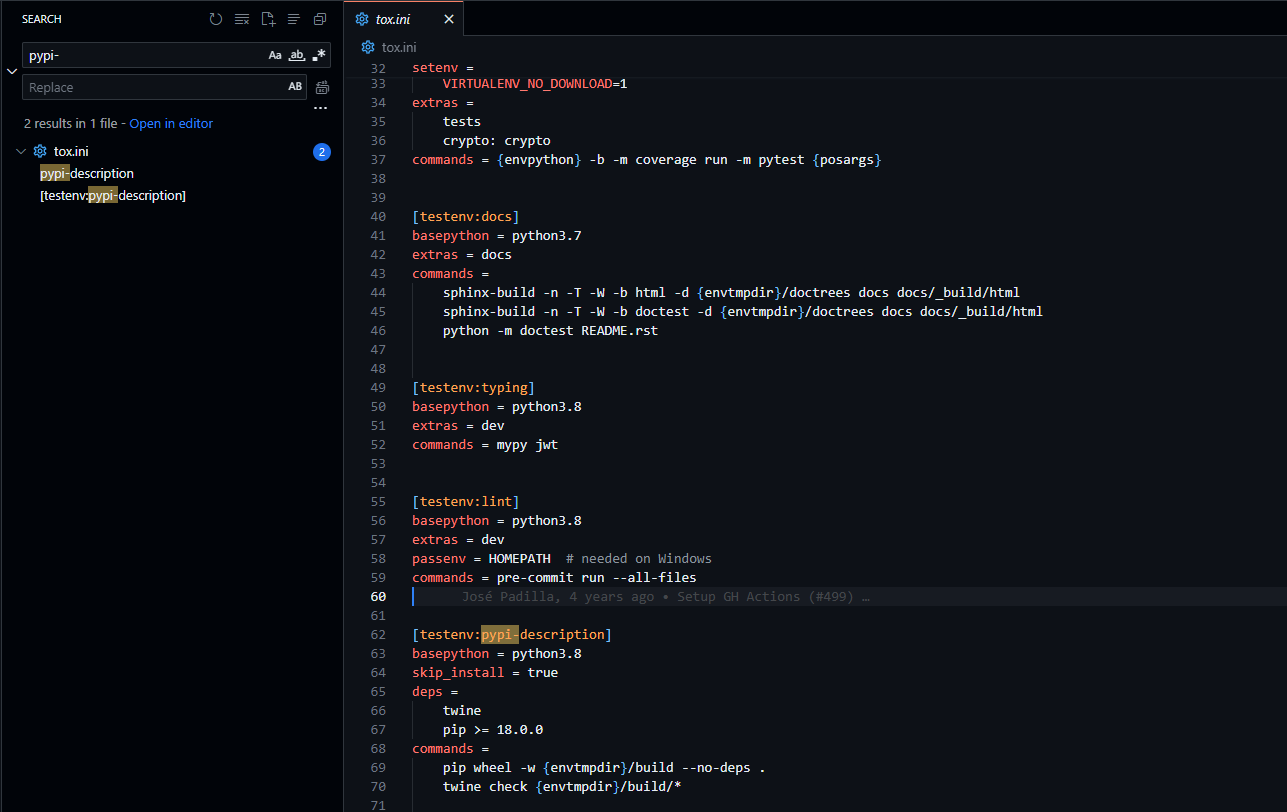 SEARCH
pypi-
Aa ab .*
Replace
AB
...
2 results in 1 file - Open in editor
tox.ini
2
pypi-description
[testenv:pypi-description]
tox.ini
tox.ini
32 setenv =
33     VIRTUALENV_NO_DOWNLOAD=1
34 extras =
35     tests
36     crypto: crypto
37 commands = {envpython} -b -m coverage run -m pytest {posargs}
38
39
40 [testenv:docs]
41 basepython = python3.7
42 extras = docs
43 commands =
44     sphinx-build -n -T -W -b html -d {envtmpdir}/doctrees docs docs/_build/html
45     sphinx-build -n -T -W -b doctest -d {envtmpdir}/doctrees docs docs/_build/html
46     python -m doctest README.rst
47
48
49 [testenv:typing]
50 basepython = python3.8
51 extras = dev
52 commands = mypy jwt
53
54
55 [testenv:lint]
56 basepython = python3.8
57 extras = dev
58 passenv = HOMEPATH  # needed on Windows
59 commands = pre-commit run --all-files
60 José Padilla, 4 years ago • Setup GH Actions (#499) …
61
62 [testenv:pypi-description]
63 basepython = python3.8
64 skip_install = true
65 deps =
66     twine
67     pip >= 18.0.0
68 commands =
69     pip wheel -w {envtmpdir}/build --no-deps .
70     twine check {envtmpdir}/build/*
71